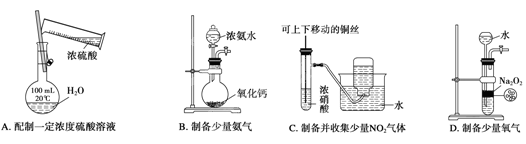 浓硫酸
100 mL
20℃
H₂O
A. 配制一定浓度硫酸溶液
浓氨水
氧化钙
B. 制备少量氨气
可上下移动的铜丝
浓硝酸
水
C. 制备并收集少量NO₂气体
水
Na₂O₂
D. 制备少量氧气